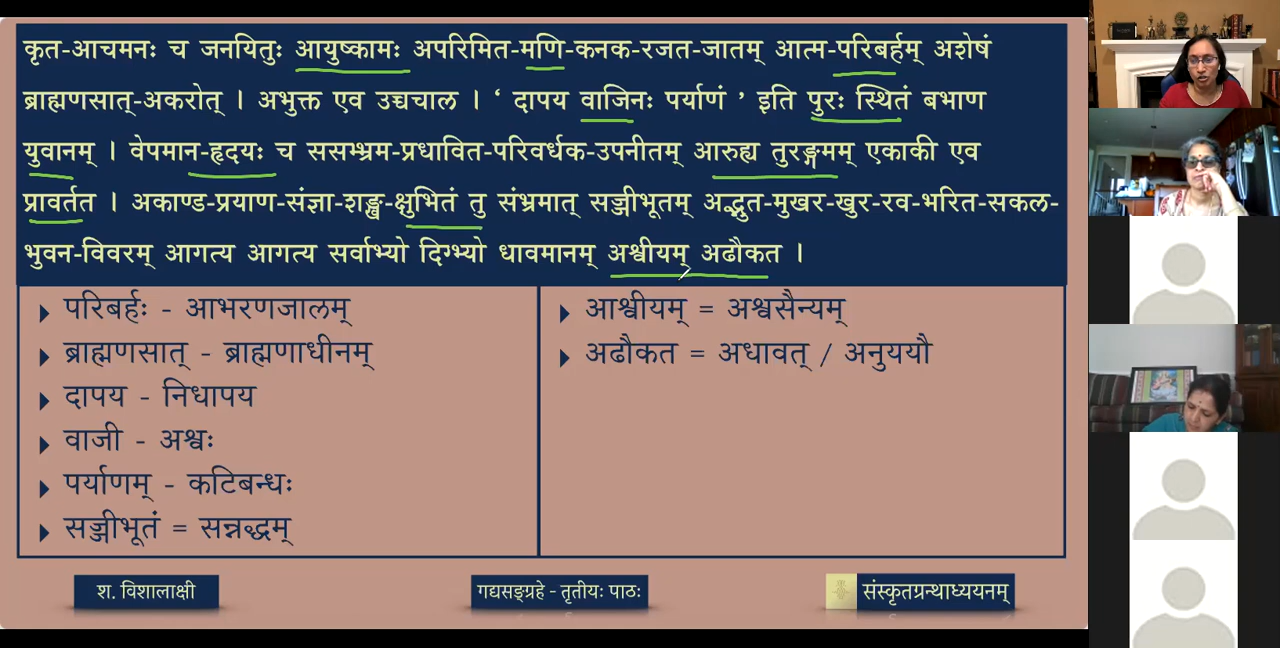 कृत-आचमनः च जनयितुः आयुष्कामः अपरिमित-मणि-कनक-रजत-जातम् आत्म-परिबर्हम् अशेषं
ब्राह्मणसात्-अकरोत् । अभुक्त एव उच्चचाल । ‘ दापय वाजिनः पर्याणं ’ इति पुरः स्थितं बभाण
युवानम् । वेपमान-हृदयः च ससम्भ्रम-प्रधावित-परिवर्धक-उपनीतम् आरुह्य तुरङ्गमम् एकाकी एव
प्रावर्तत । अकाण्ड-प्रयाण-संज्ञा-शङ्ख-क्षुभितं तु संभ्रमात् सज्जीभूतम् अद्भुत-मुखर-खुर-रव-भरित-सकल-
भुवन-विवरम् आगत्य आगत्य सर्वाभ्यो दिग्भ्यो धावमानम् अश्वीयम् अढौकत ।
परिबर्हः - आभरणजालम्
ब्राह्मणसात् - ब्राह्मणाधीनम्
दापय - निधापय
वाजी - अश्वः
पर्याणम् - कटिबन्धः
सज्जीभूतं = सन्नद्धम्
आश्वीयम् = अश्वसैन्यम्
अढौकत = अधावत् / अनुययौ
श. विशालाक्षी
गद्यसङ्ग्रहे - तृतीयः पाठः
संस्कृतग्रन्थाध्ययनम्